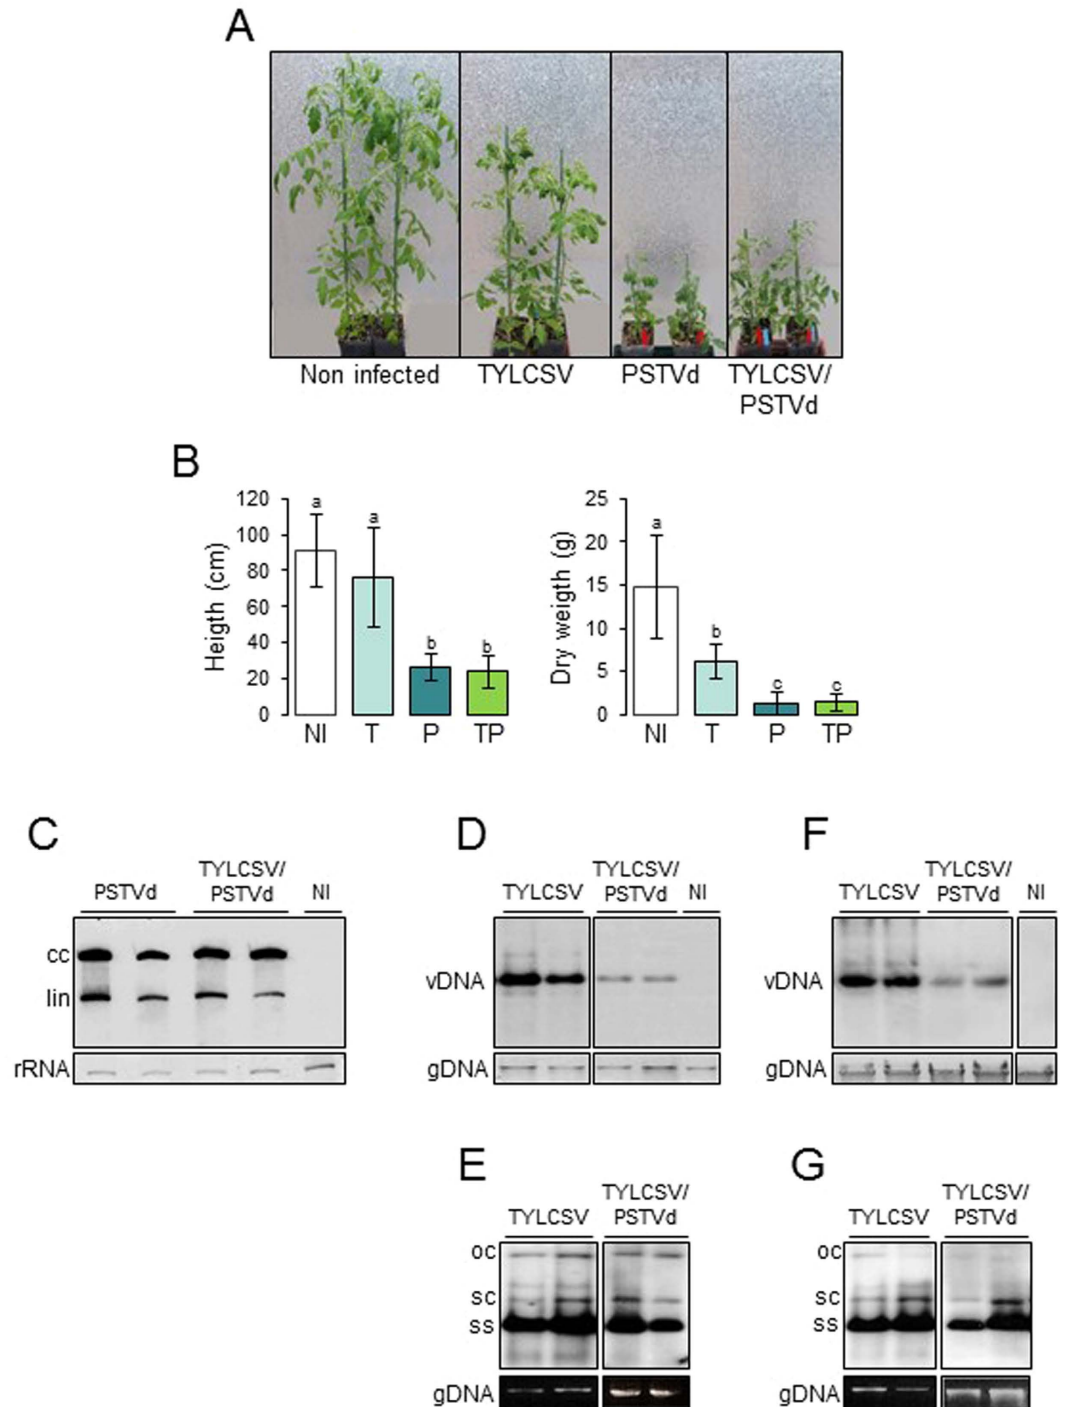 A
Non infected TYLCSV PSTVd TYLCSV/
PSTVd
B
Heigth (cm)
120
100
80
60
40
20
0
a
a
b
b
NI T P TP
Dry weigth (g)
25
20
15
10
5
0
a
b
c
c
NI T P TP
C
PSTVd TYLCSV/
PSTVd NI
cc
lin
rRNA
D
TYLCSV TYLCSV/
PSTVd NI
vDNA
gDNA
F
TYLCSV TYLCSV/
PSTVd NI
vDNA
gDNA
E
TYLCSV TYLCSV/
PSTVd
oc
sc
ss
gDNA
G
TYLCSV TYLCSV/
PSTVd
oc
sc
ss
gDNA